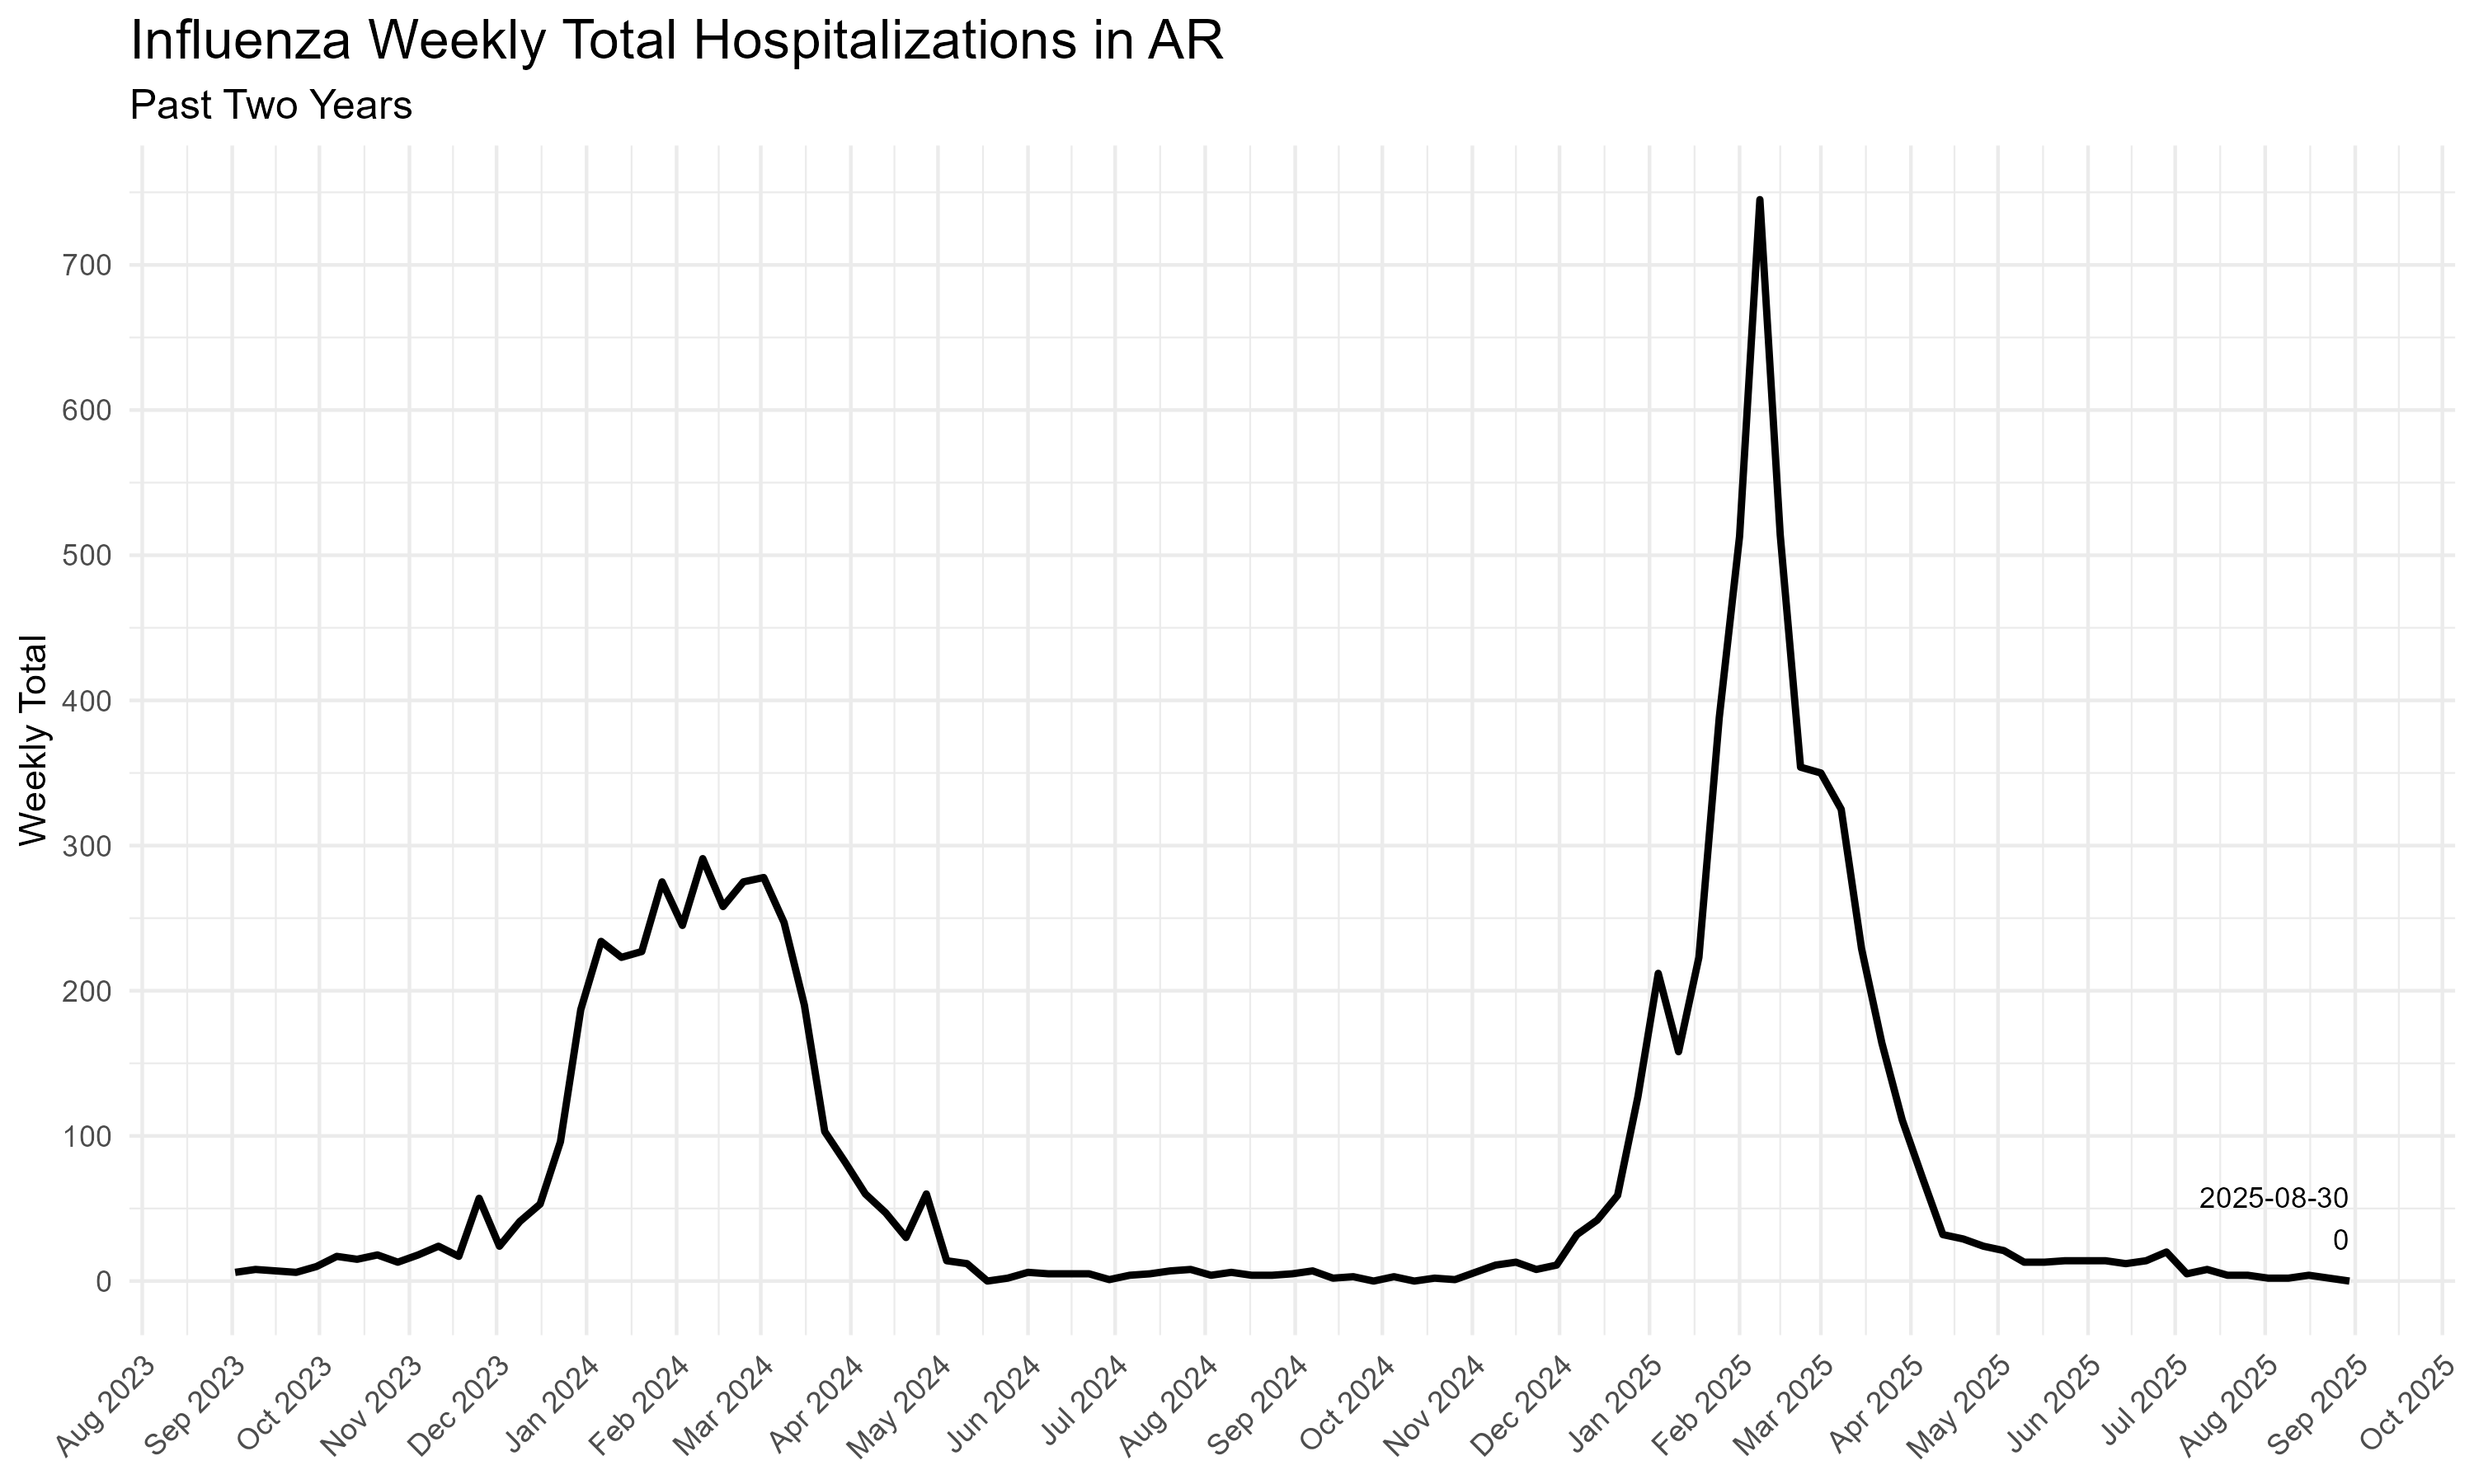 Influenza Weekly Total Hospitalizations in AR
Past Two Years
Weekly Total
700
600
500
400
300
200
100
0
2025-08-30
0
Aug 2023
Sep 2023
Oct 2023
Nov 2023
Dec 2023
Jan 2024
Feb 2024
Mar 2024
Apr 2024
May 2024
Jun 2024
Jul 2024
Aug 2024
Sep 2024
Oct 2024
Nov 2024
Dec 2024
Jan 2025
Feb 2025
Mar 2025
Apr 2025
May 2025
Jun 2025
Jul 2025
Aug 2025
Sep 2025
Oct 2025